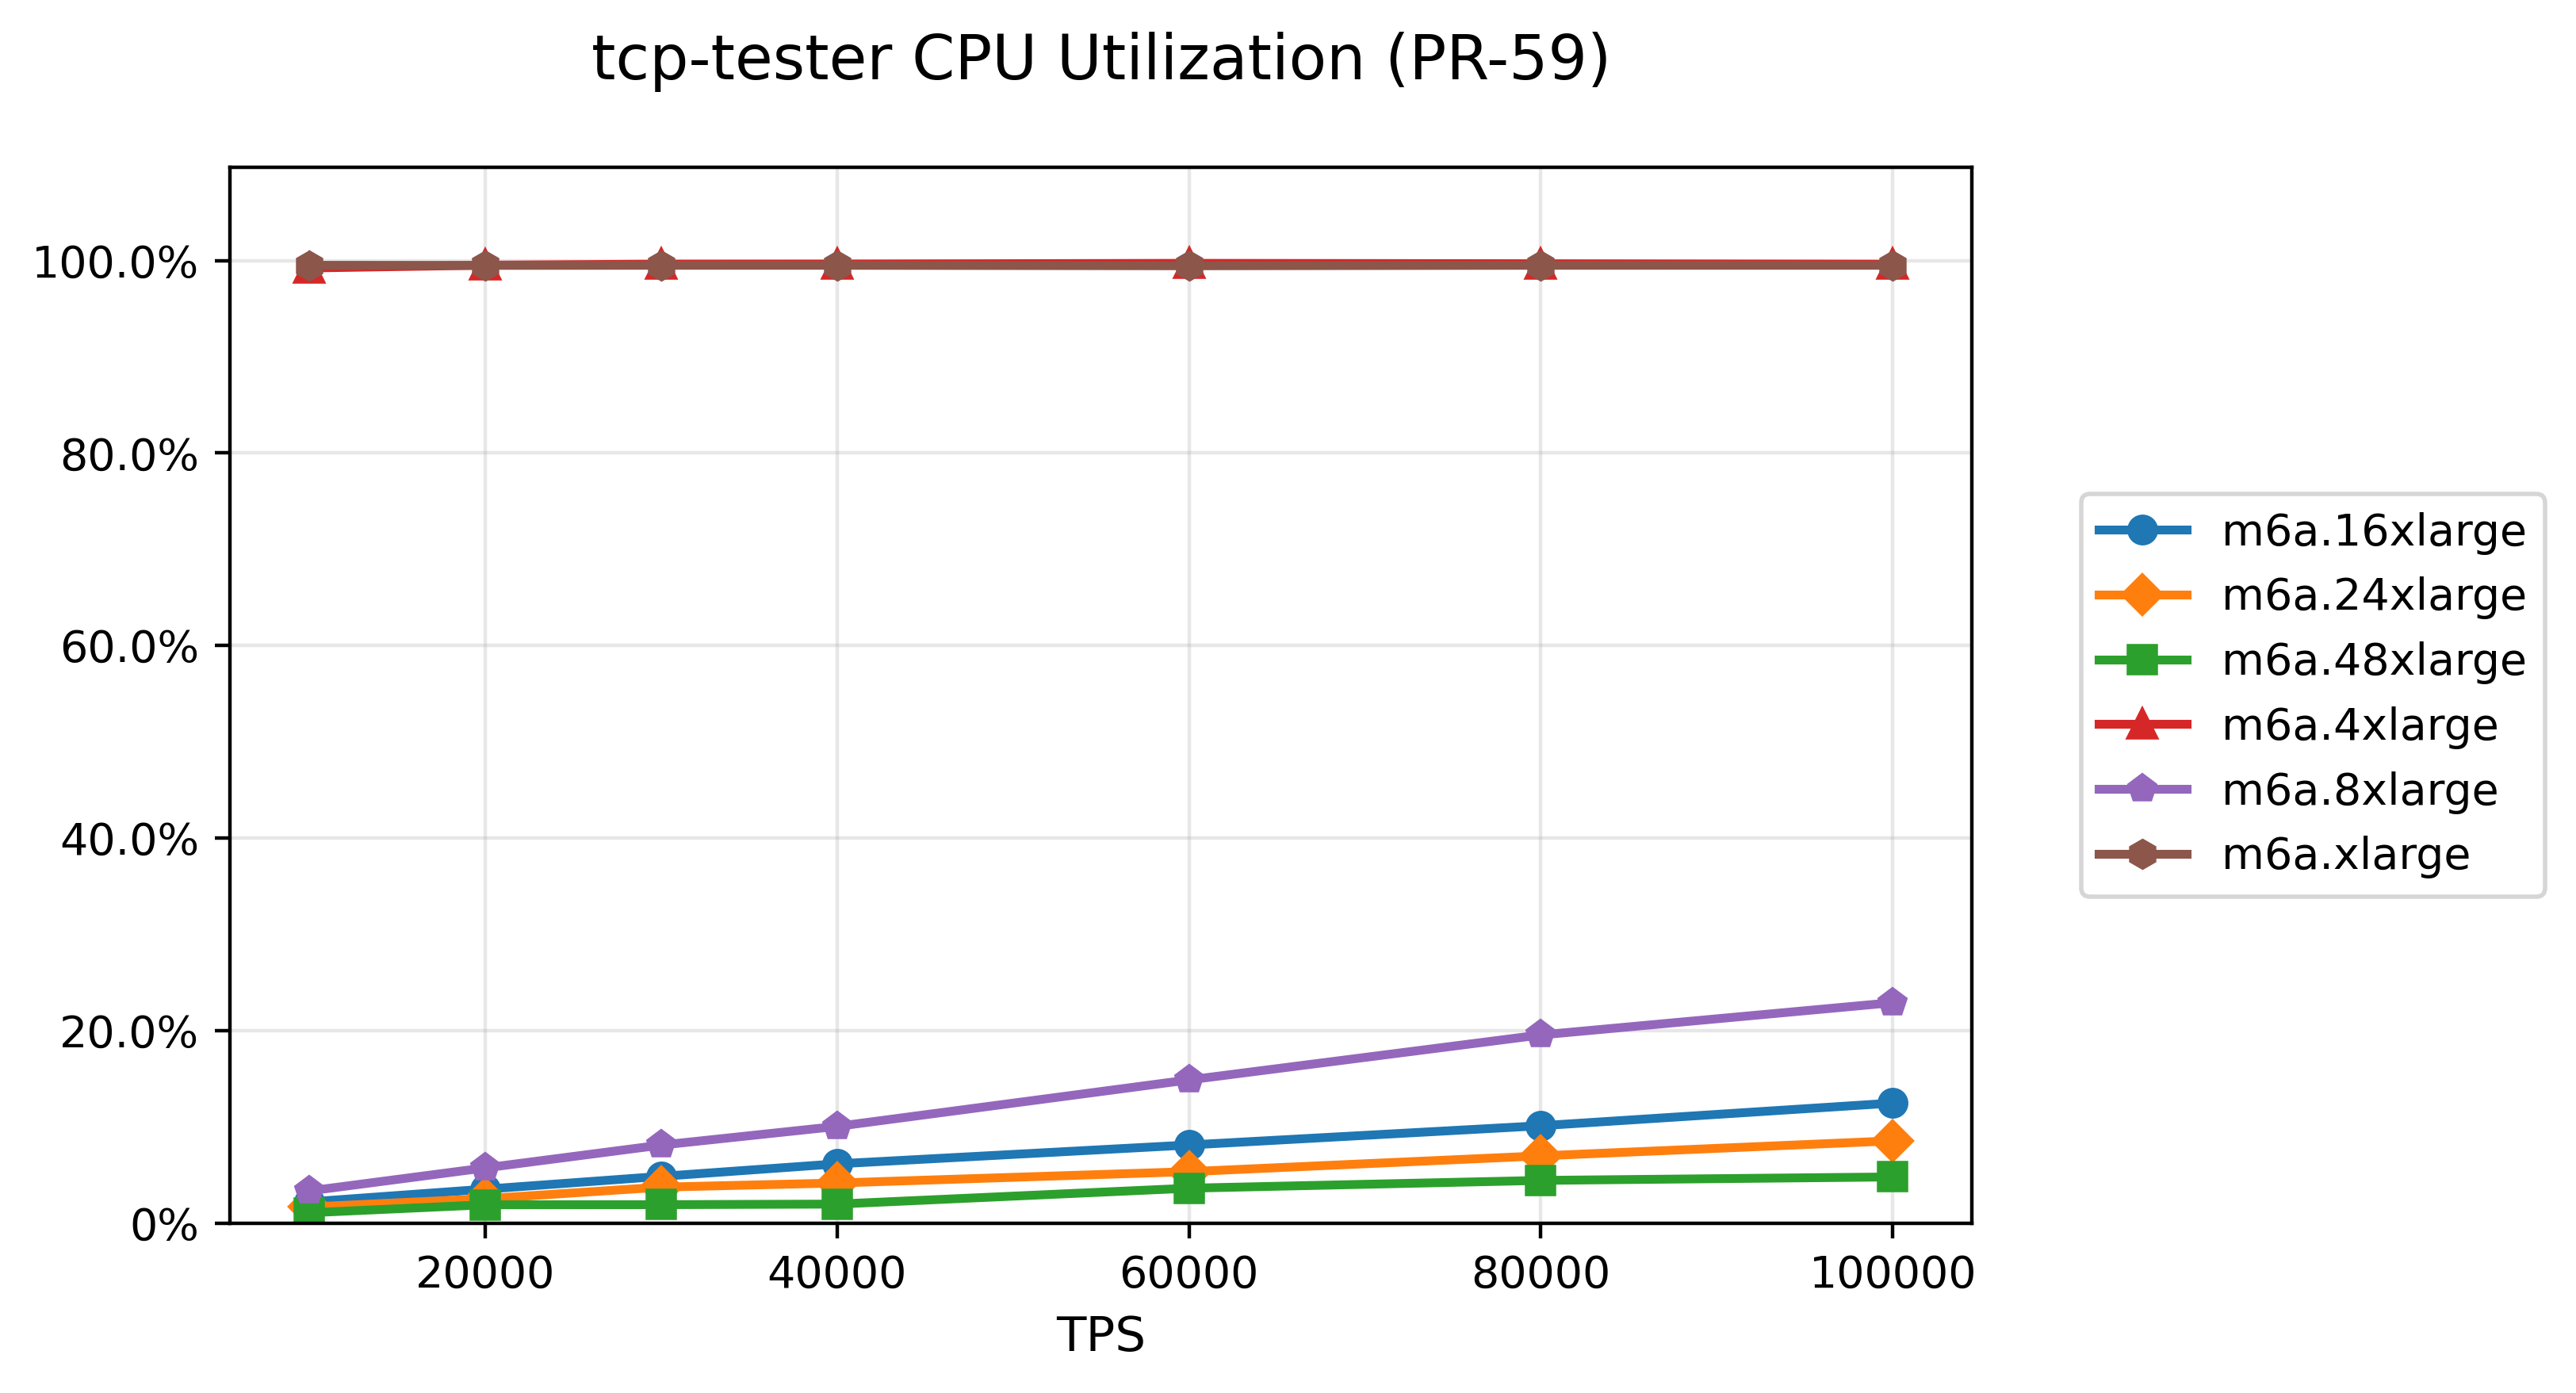 tcp-tester CPU Utilization (PR-59)
100.0%
80.0%
60.0%
40.0%
20.0%
0%
20000 40000 60000 80000 100000
TPS
m6a.16xlarge
m6a.24xlarge
m6a.48xlarge
m6a.4xlarge
m6a.8xlarge
m6a.xlarge